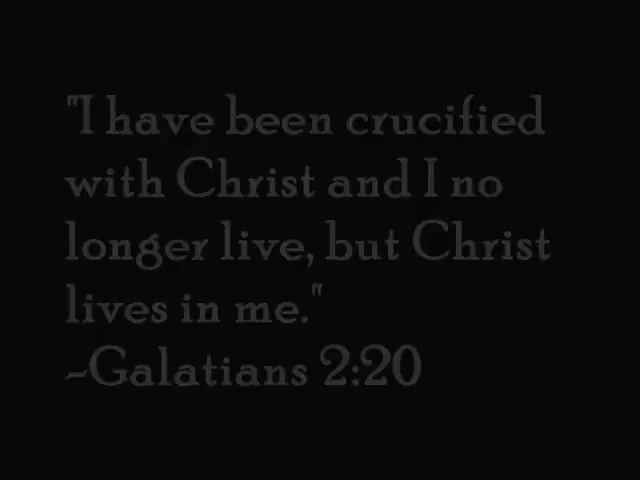 "I have been crucified
with Christ and I no
longer live, but Christ
lives in me."
-Galatians 2:20